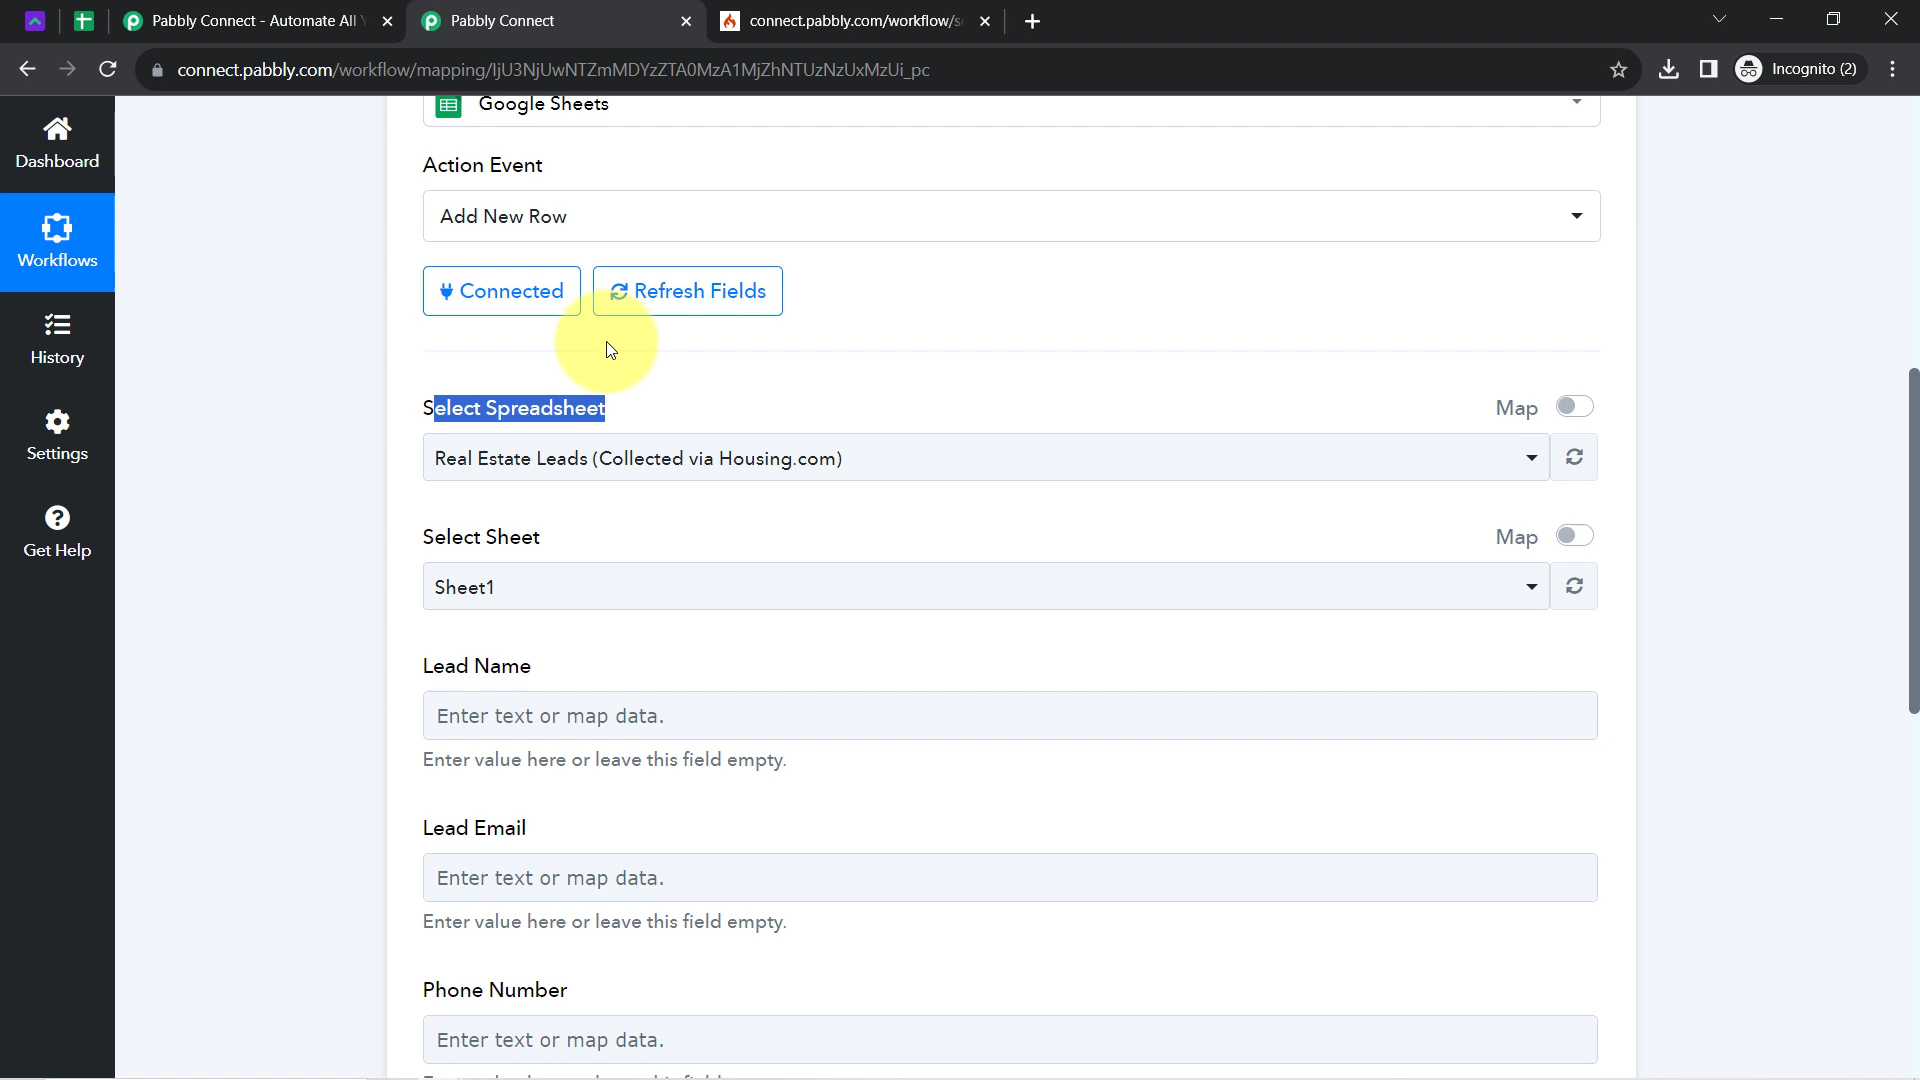 Pabbly Connect - Automate All Y
Pabbly Connect
connect.pabbly.com/workflow/se
connect.pabbly.com/workflow/mapping/IjU3NjUwNTZmMDYzZTA0MzA1MjZhNTUzNzUxMzUi_pc
Incognito (2)
Dashboard
Workflows
History
Settings
Get Help
Google Sheets
Action Event
Add New Row
Connected
Refresh Fields
Select Spreadsheet
Map
Real Estate Leads (Collected via Housing.com)
Select Sheet
Map
Sheet1
Lead Name
Enter text or map data.
Enter value here or leave this field empty.
Lead Email
Enter text or map data.
Enter value here or leave this field empty.
Phone Number
Enter text or map data.